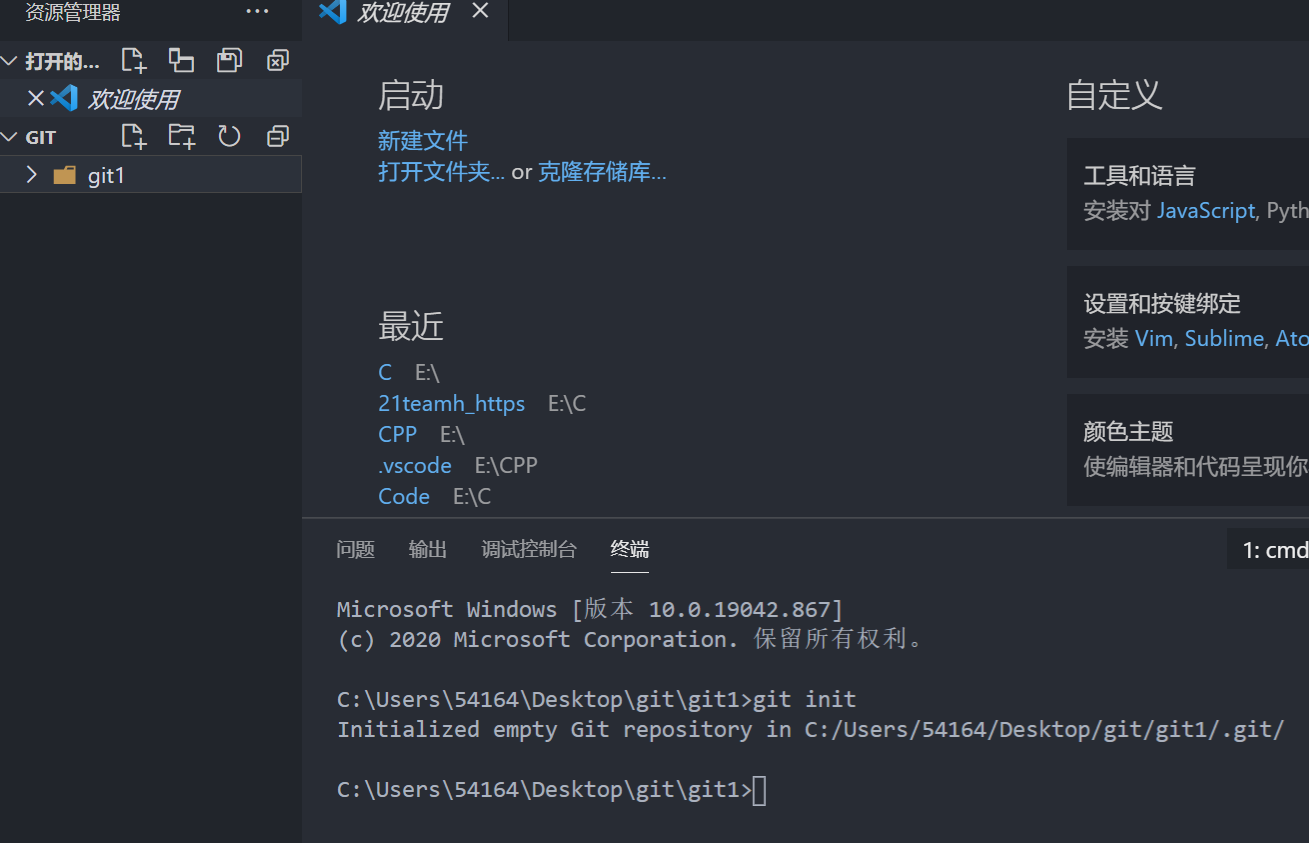 资源管理器 ···
欢迎使用
打开的...
欢迎使用
GIT
git1
启动
新建文件
打开文件夹... or 克隆存储库...
最近
C E:\
21teamh_https E:\C
CPP E:\
.vscode E:\CPP
Code E:\C
自定义
工具和语言
安装对 JavaScript, Pyth
设置和按键绑定
安装 Vim, Sublime, Ato
颜色主题
使编辑器和代码呈现你
问题 输出 调试控制台 终端
1: cmd
Microsoft Windows [版本 10.0.19042.867]
(c) 2020 Microsoft Corporation. 保留所有权利。
C:\Users\54164\Desktop\git\git1>git init
Initialized empty Git repository in C:/Users/54164/Desktop/git/git1/.git/
C:\Users\54164\Desktop\git\git1>